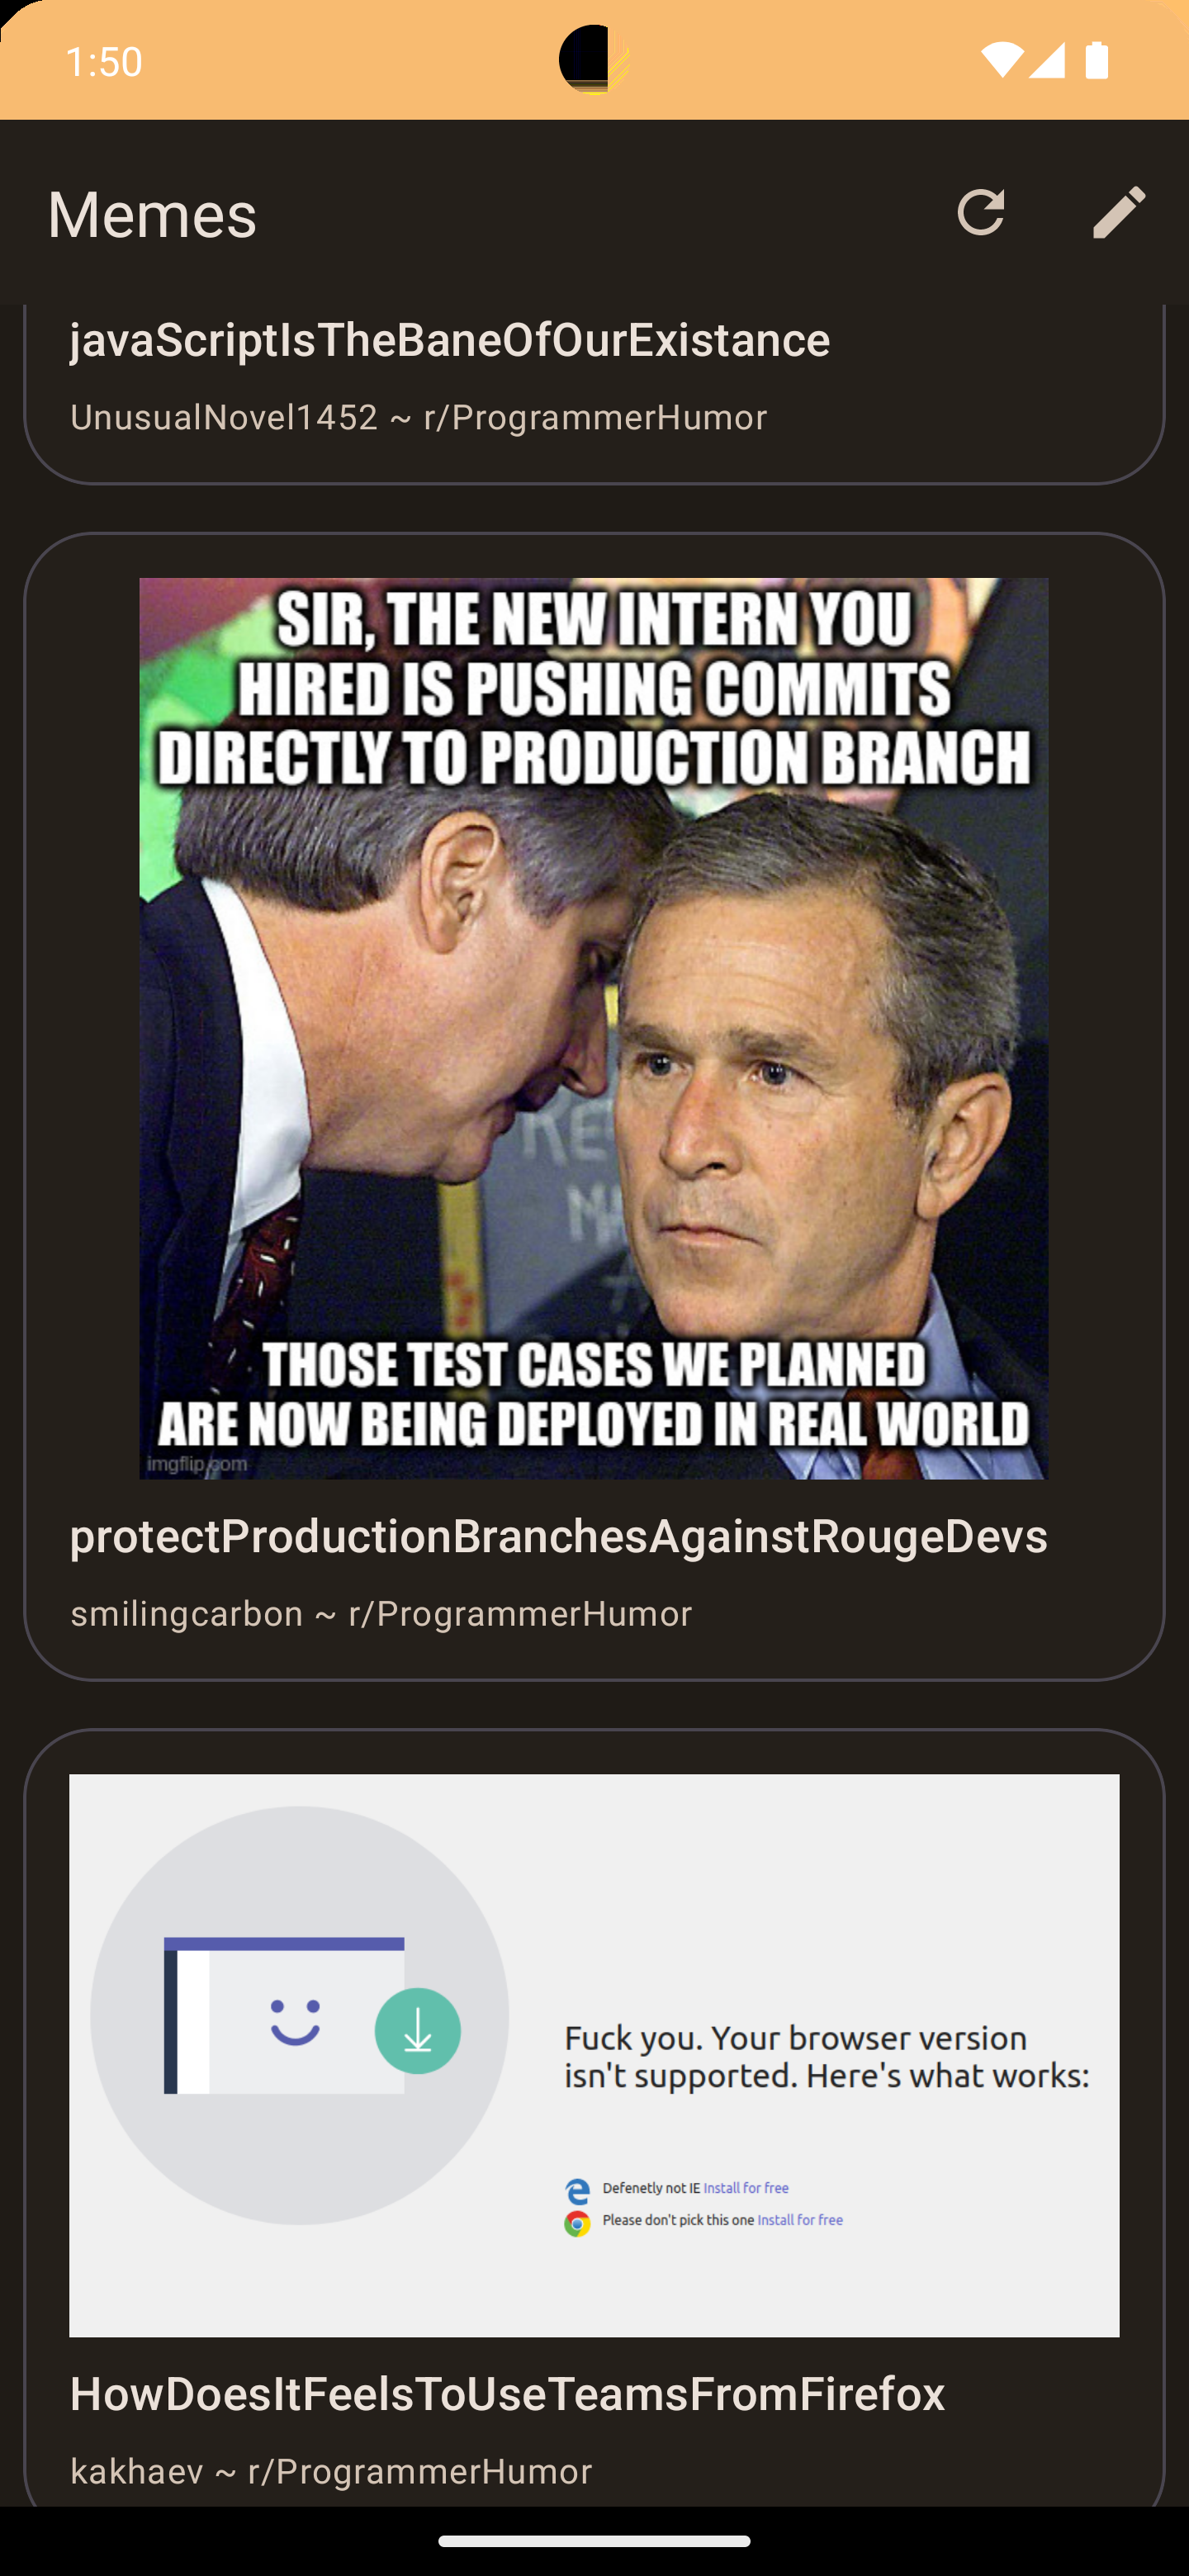 1:50
Memes
javaScriptIsTheBaneOfOurExistance
UnusualNovel1452 ~ r/ProgrammerHumor
SIR, THE NEW INTERN YOU
HIRED IS PUSHING COMMITS
DIRECTLY TO PRODUCTION BRANCH
THOSE TEST CASES WE PLANNED
ARE NOW BEING DEPLOYED IN REAL WORLD
imgflip.com
protectProductionBranchesAgainstRougeDevs
smilingcarbon ~ r/ProgrammerHumor
Fuck you. Your browser version
isn't supported. Here's what works:
Defenetly not IE Install for free
Please don't pick this one Install for free
HowDoesItFeelsToUseTeamsFromFirefox
kakhaev ~ r/ProgrammerHumor